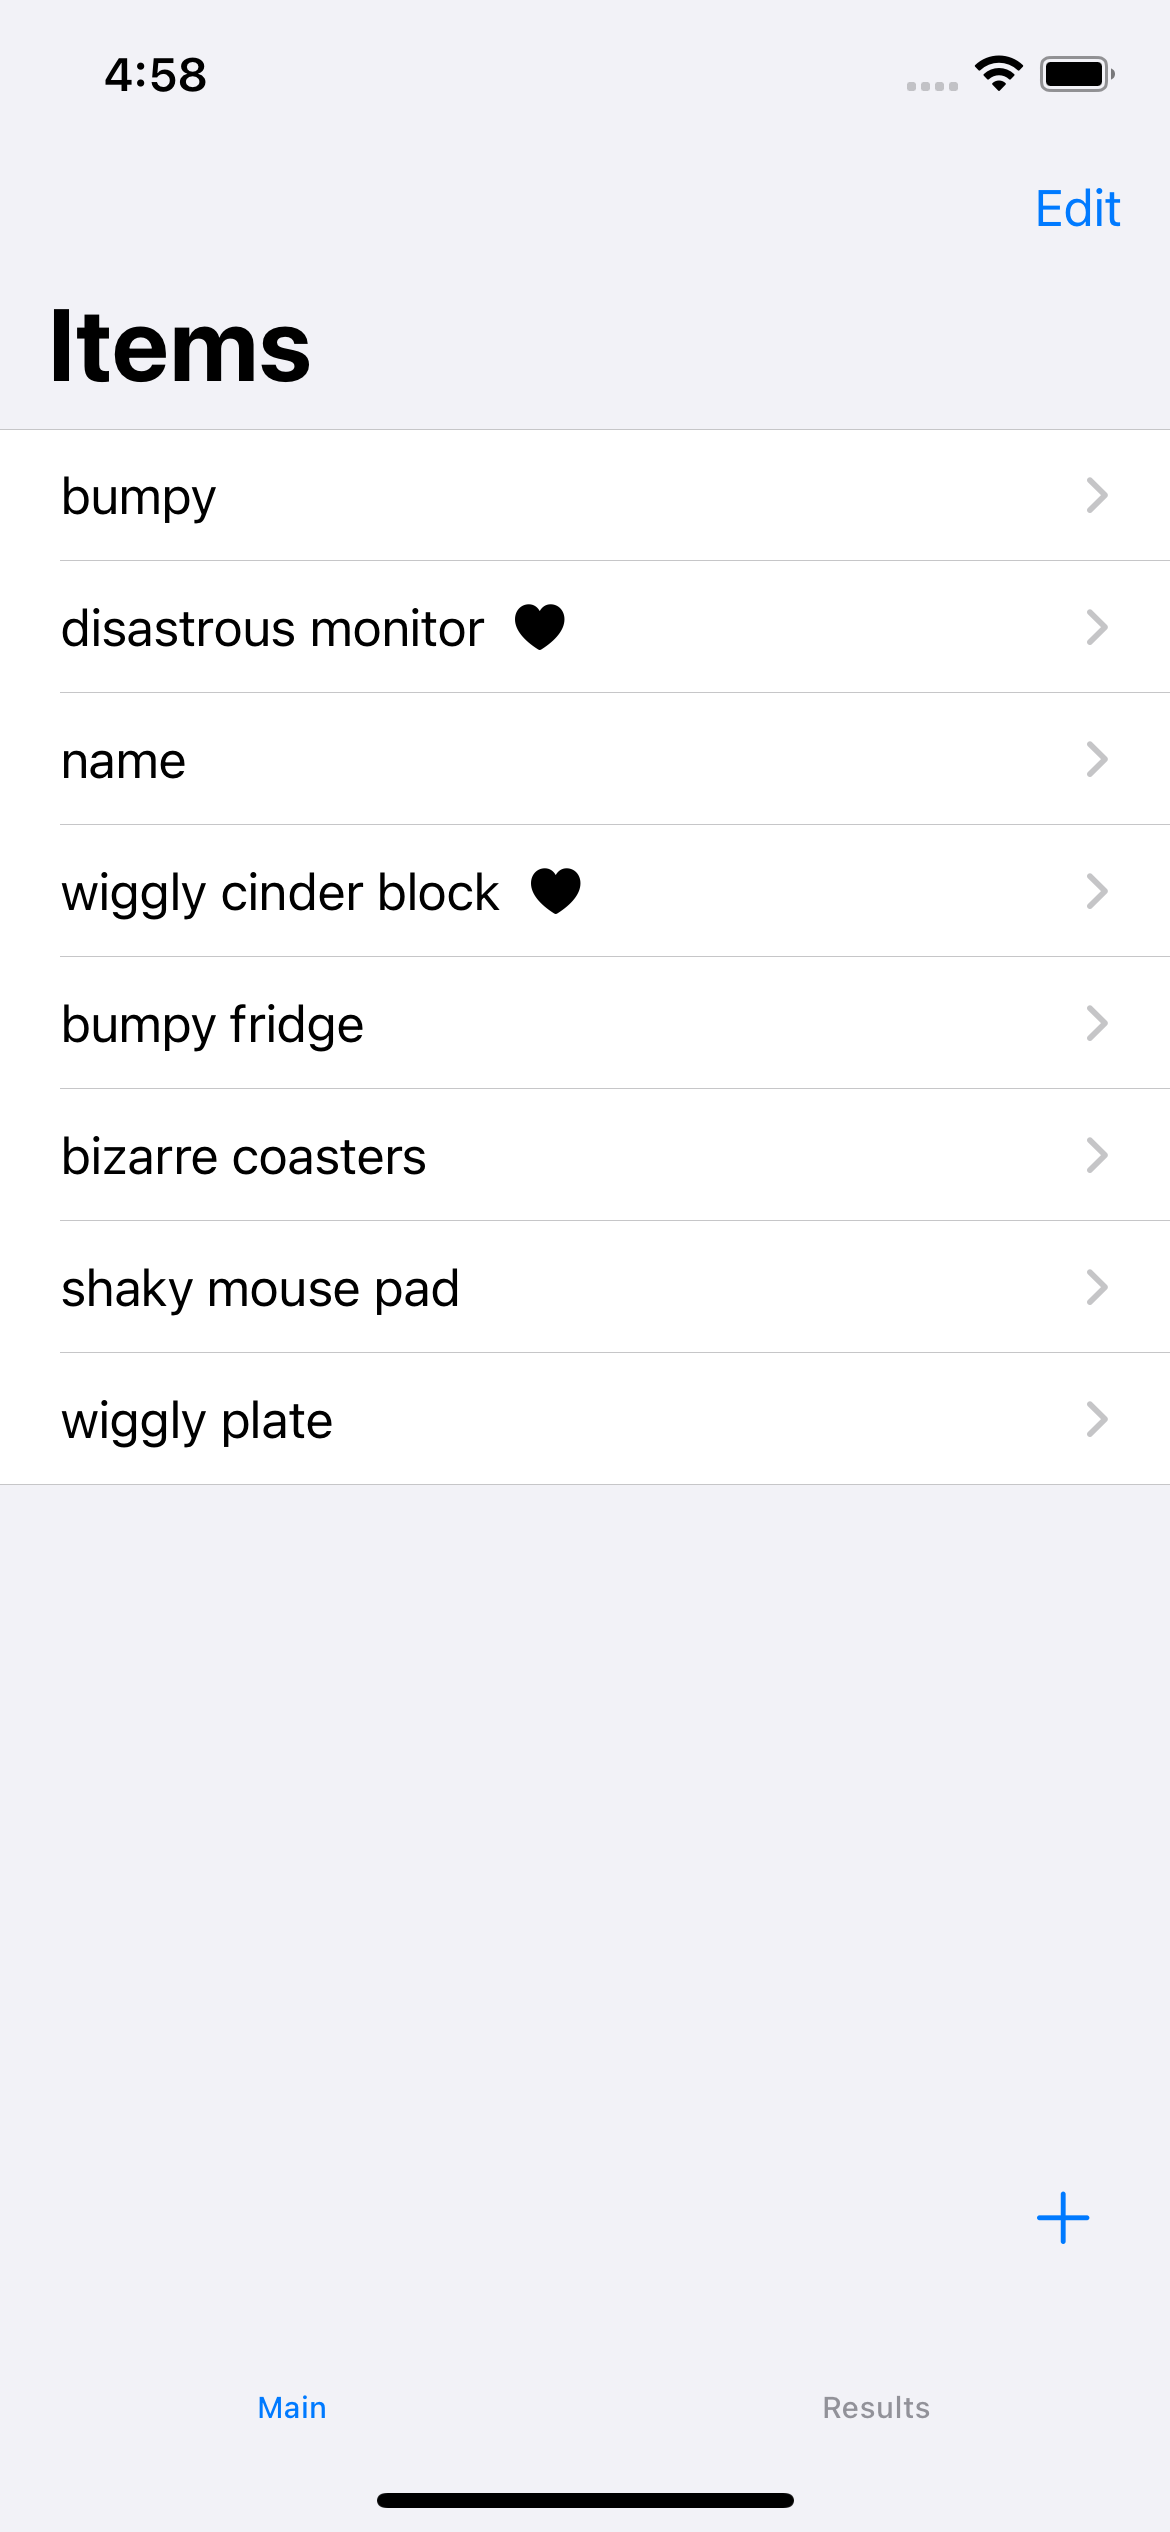 4:58
Edit
Items
bumpy
disastrous monitor
name
wiggly cinder block
bumpy fridge
bizarre coasters
shaky mouse pad
wiggly plate
Main
Results